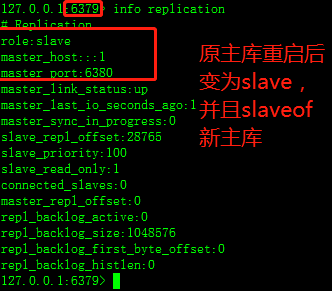 127.0.0.1:6379> info replication
# Replication
role:slave
master_host:::1
master_port:6380
master_link_status:up
master_last_io_seconds_ago:1
master_sync_in_progress:0
slave_repl_offset:28765
slave_priority:100
slave_read_only:1
connected_slaves:0
master_repl_offset:0
repl_backlog_active:0
repl_backlog_size:1048576
repl_backlog_first_byte_offset:0
repl_backlog_histlen:0
127.0.0.1:6379>
原主库重启后
变为slave，
并且slaveof
新主库